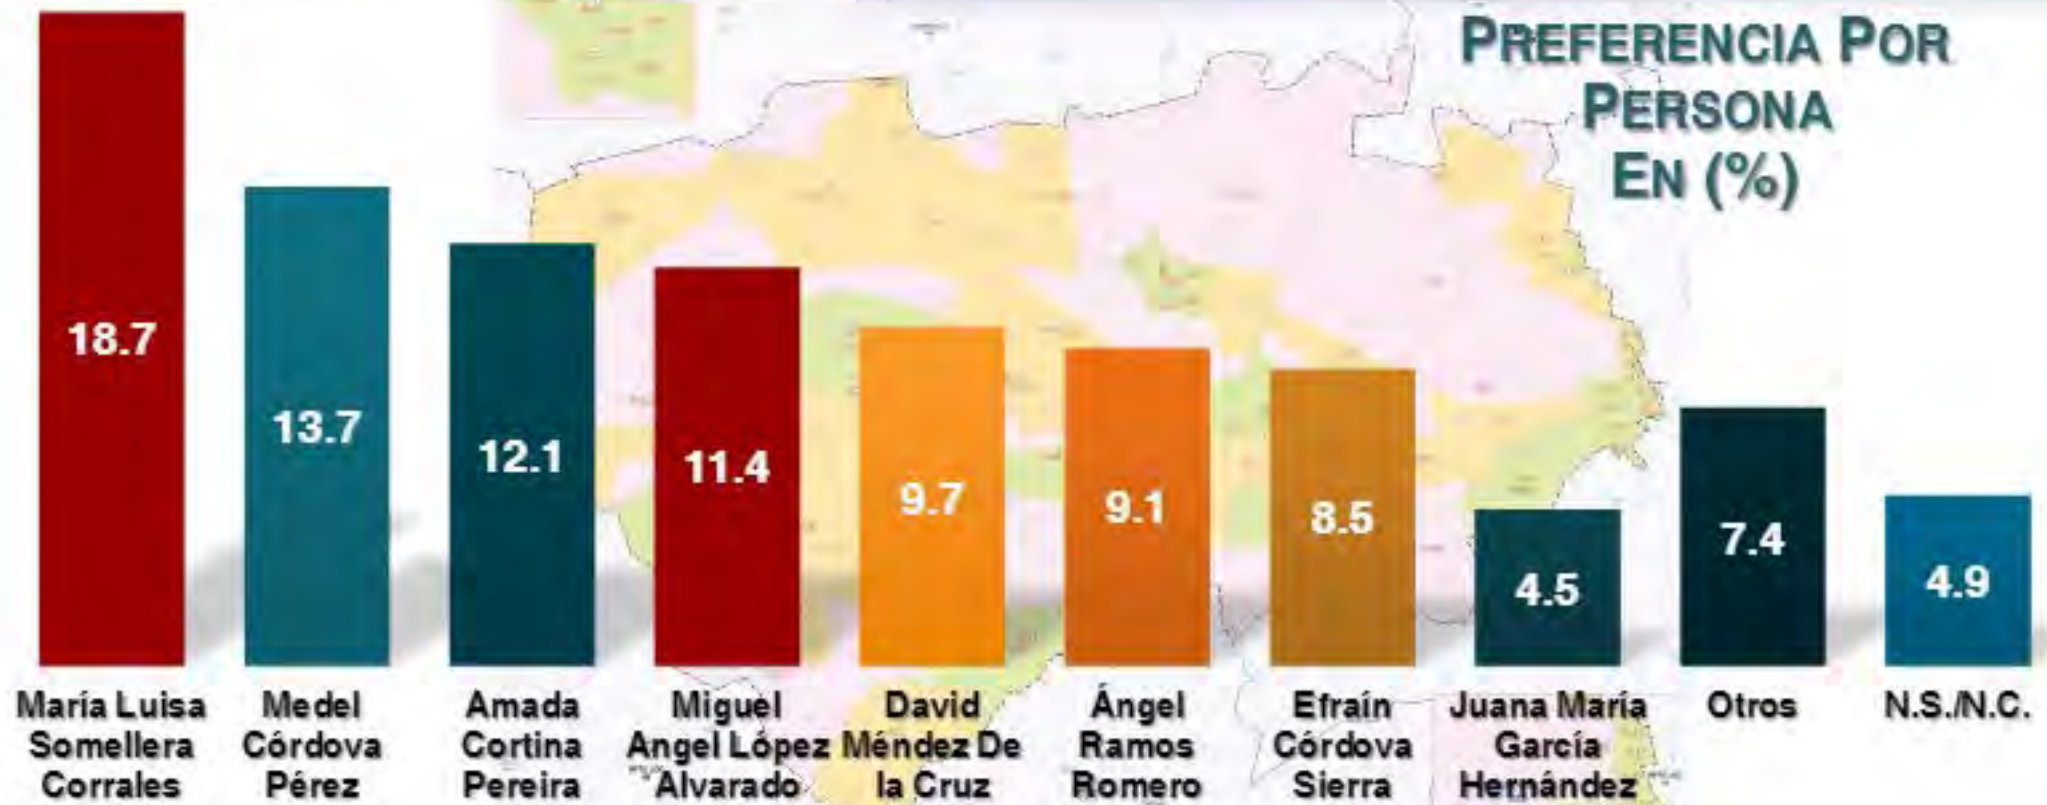 PREFERENCIA POR
PERSONA
EN (%)
18.7
13.7
12.1
11.4
9.7
9.1
8.5
4.5
7.4
4.9
María Luisa
Somellera
Corrales
Medel
Córdova
Pérez
Amada
Cortina
Pereira
Miguel
Angel López
Alvarado
David
Méndez De
la Cruz
Ángel
Ramos
Romero
Efraín
Córdova
Sierra
Juana María
García
Hernández
Otros
N.S./N.C.